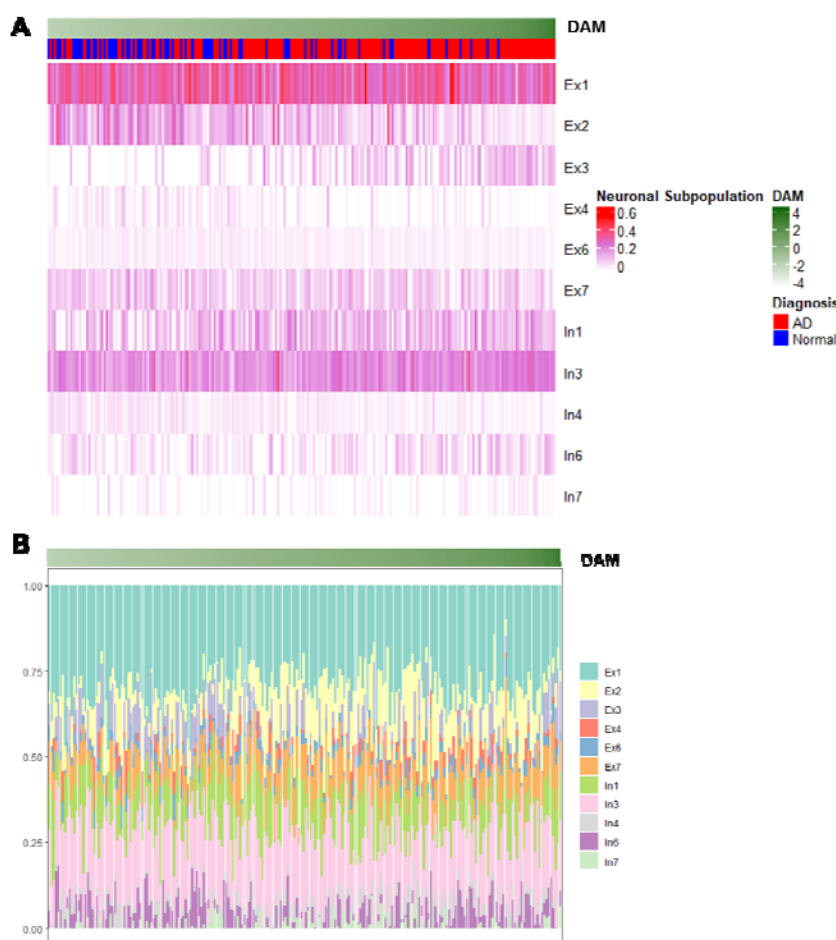 A
DAM
Ex1
Ex2
Ex3
Ex4
Ex6
Ex7
In1
In3
In4
In6
In7
Neuronal Subpopulation
0.6
0.4
0.2
0
DAM
4
2
0
-2
-4
Diagnosis
AD
Normal
B
DAM
1.00
0.75
0.50
0.25
0.00
Ex1
Ex2
Ex3
Ex4
Ex6
Ex7
In1
In3
In4
In6
In7